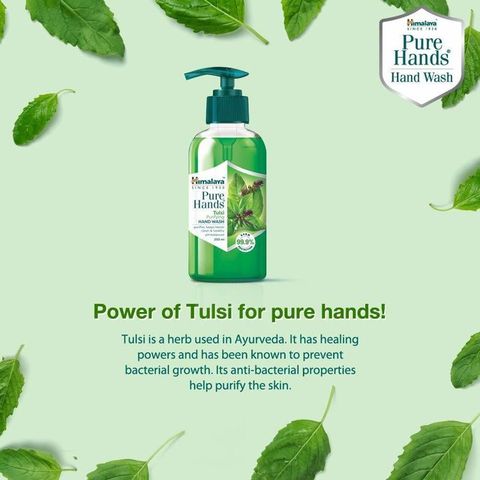 Himalaya
SINCE 1930
Pure
Hands®
Hand Wash
Himalaya
SINCE 1930
Pure
Hands
Tulsi
Purifying
HAND WASH
99.9%
Power of Tulsi for pure hands!
Tulsi is a herb used in Ayurveda. It has healing
powers and has been known to prevent
bacterial growth. Its anti-bacterial properties
help purify the skin.